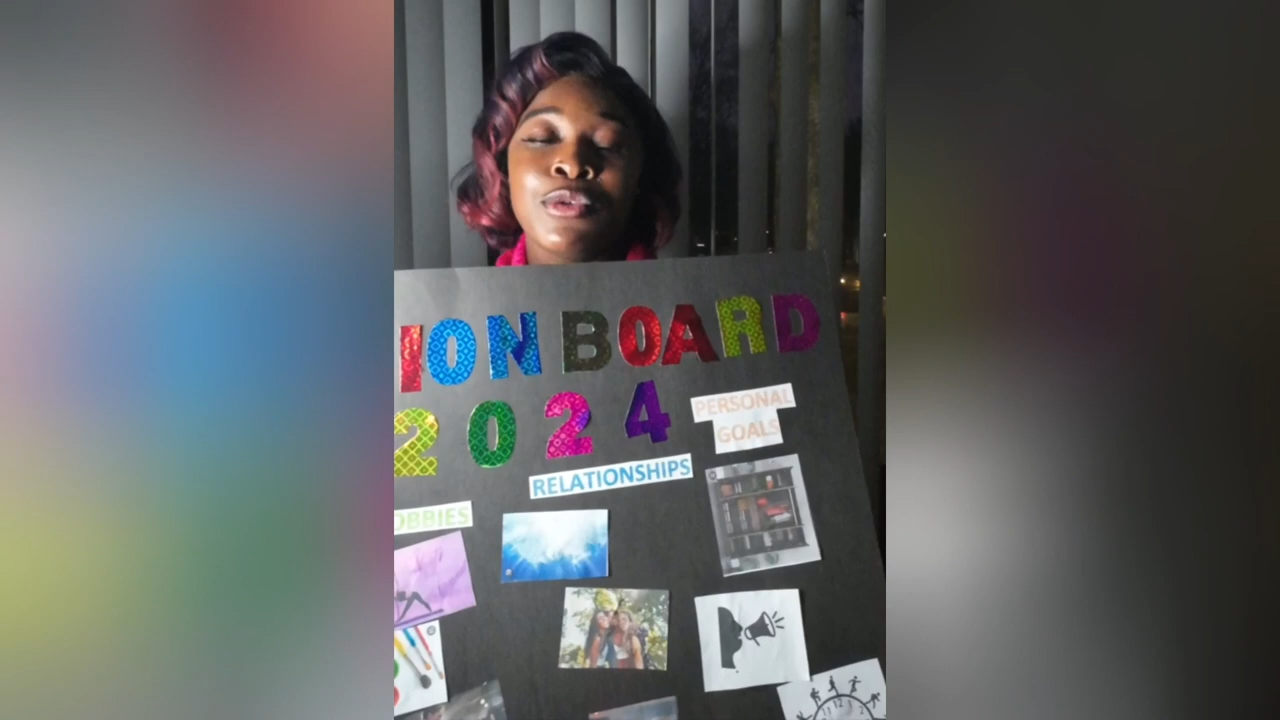 ION BOARD
2024
PERSONAL
GOALS
RELATIONSHIPS
OBBIES